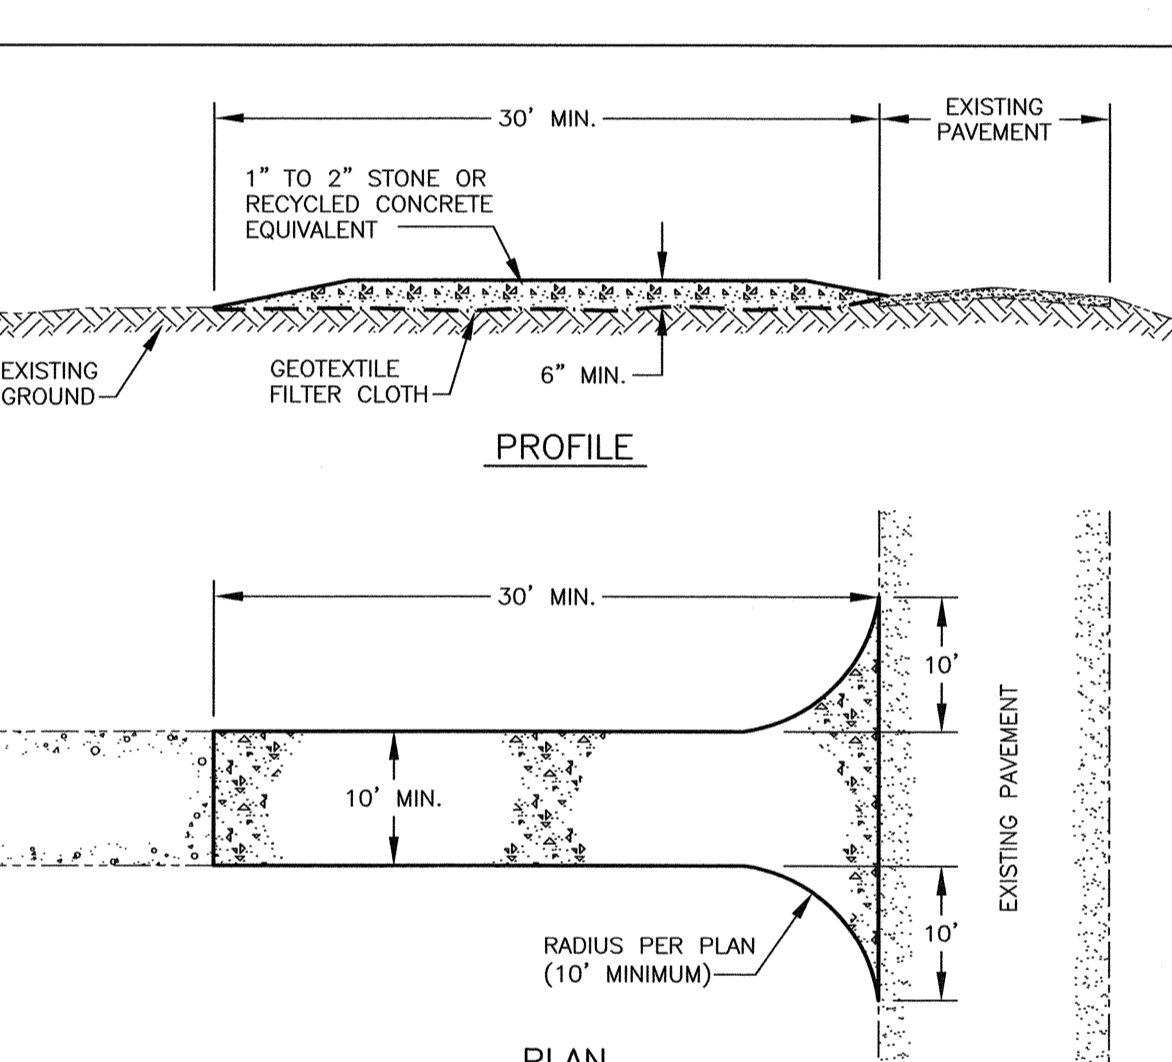 30' MIN.
EXISTING
PAVEMENT
1" TO 2" STONE OR
RECYCLED CONCRETE
EQUIVALENT
EXISTING
GROUND
GEOTEXTILE
FILTER CLOTH
6" MIN.
PROFILE
30' MIN.
10'
10' MIN.
EXISTING PAVEMENT
10'
RADIUS PER PLAN
(10' MINIMUM)
PLAN